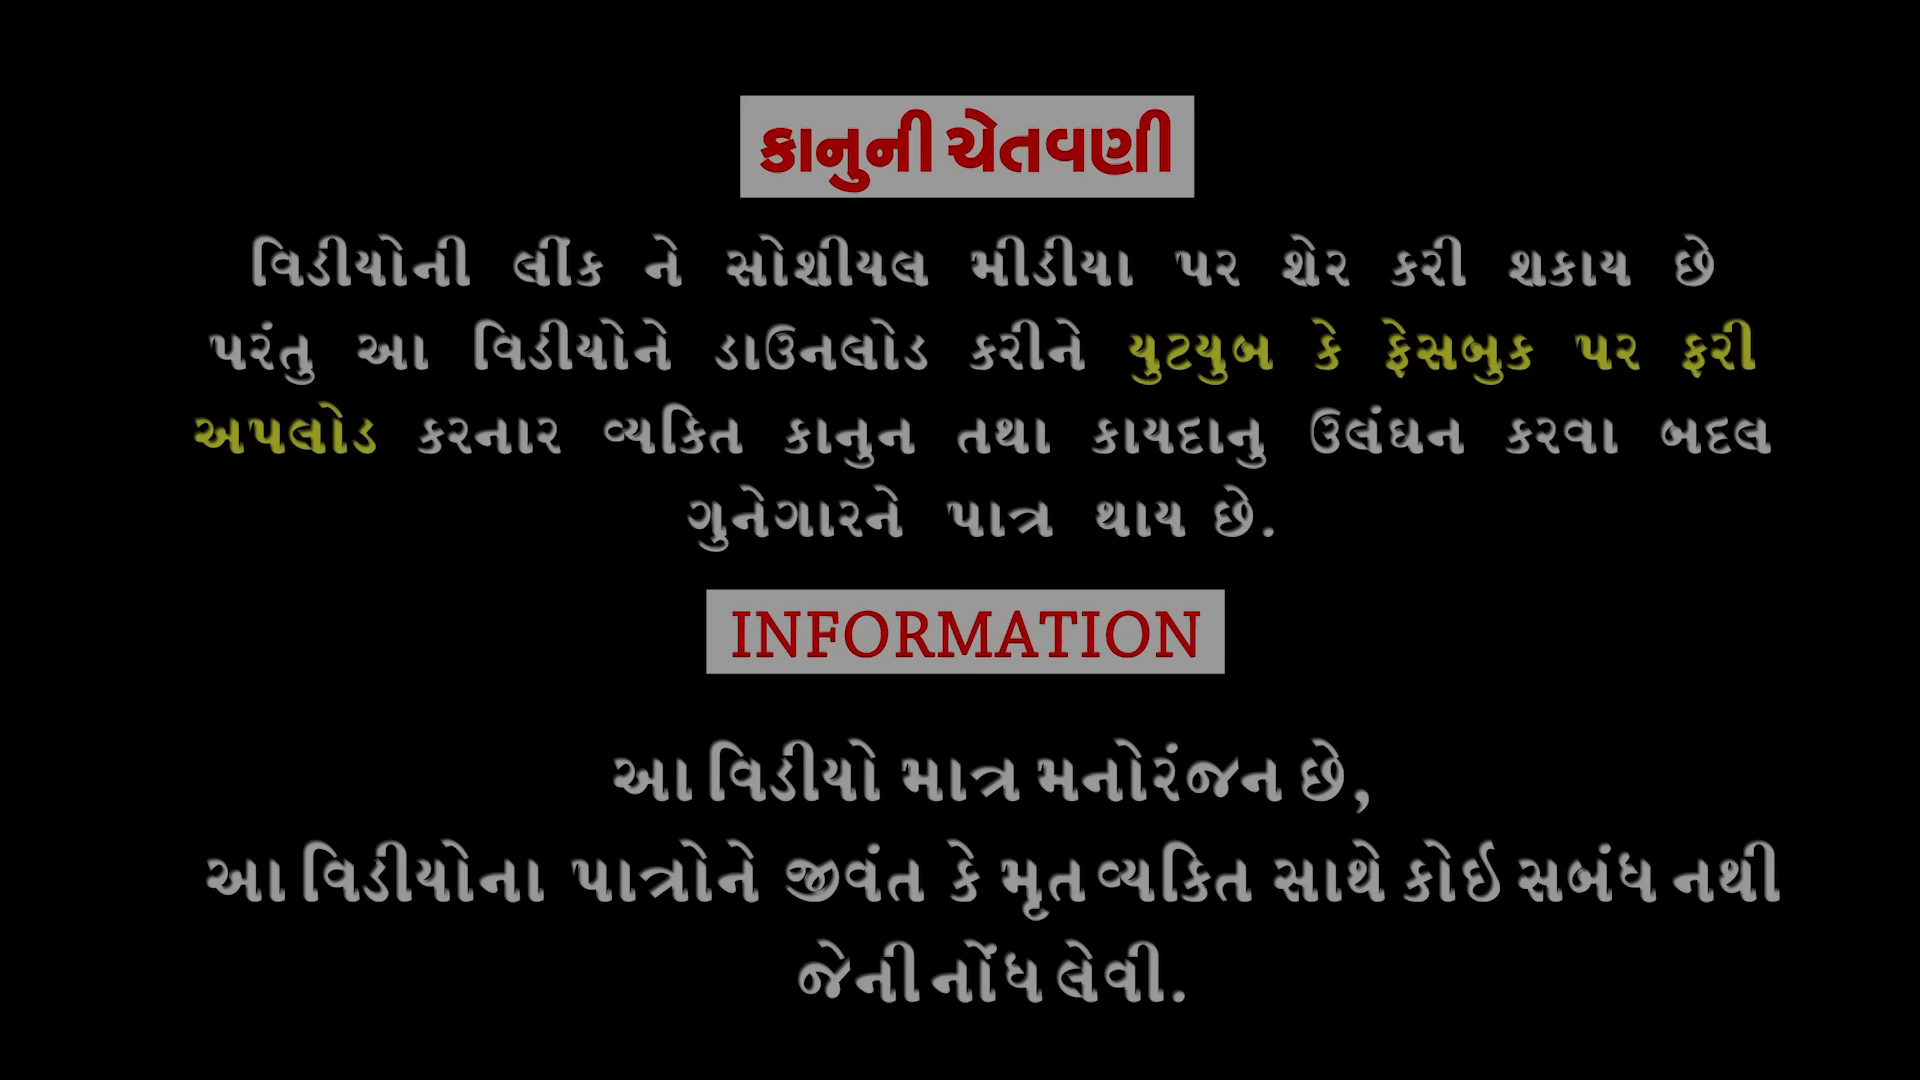 કાનુની ચેતવણી
વિડીયોની લીંક ને સોશીયલ મીડીયા પર શેર કરી શકાય છે
પરંતુ આ વિડીયોને ડાઉનલોડ કરીને યુટયુબ કે ફેસબુક પર ફરી
અપલોડ કરનાર વ્યકિત કાનુન તથા કાયદાનુ ઉલંઘન કરવા બદલ
ગુનેગારને પાત્ર થાય છે.
INFORMATION
આ વિડીયો માત્ર મનોરંજન છે,
આ વિડીયોના પાત્રોને જીવંત કે મૃત વ્યકિત સાથે કોઈ સબંધ નથી
જેની નોંધ લેવી.